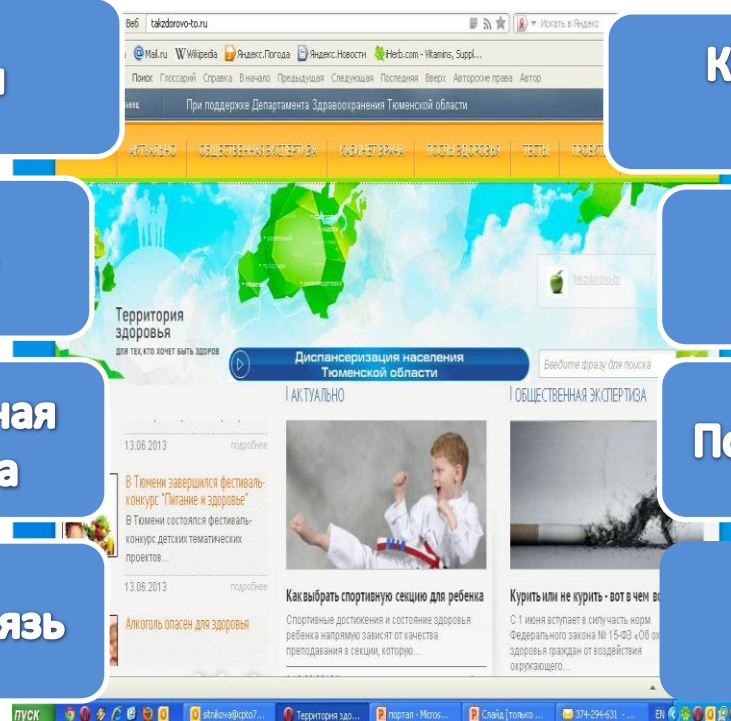 Веб takzdorovo-to.ru
Искать в Яндекс
@Mail.ru Wikipedia Яндекс.Погода Яндекс.Новости iHerb.com - Vitamins, Suppl...
Поиск Глоссарий Справка В начало Предыдущая Следующая Последняя Вверх Авторские права Автор
При поддержке Департамента Здравоохранения Тюменской области
АКТУАЛЬНО ОБЩЕСТВЕННАЯ ЭКСПЕРТИЗА КАБИНЕТ ВРАЧА ПОСТЫ ЗДОРОВЬЯ ТЕСТЫ
takzdorovo-to
Территория
здоровья
для тех, кто хочет быть здоров
Диспансеризация населения
Тюменской области
Введите фразу для поиска
АКТУАЛЬНО
ОБЩЕСТВЕННАЯ ЭКСПЕРТИЗА
13.06.2013 подробнее
В Тюмени завершился фестиваль-
конкурс "Питание и здоровье"
В Тюмени состоялся фестиваль-
конкурс детских тематических
проектов...
13.06.2013 подробнее
Алкоголь опасен для здоровья
Как выбрать спортивную секцию для ребенка
Спортивные достижения и состояние здоровья
ребенка напрямую зависят от качества
преподавания в секции, которую...
Курить или не курить - вот в чем
С 1 июня вступает в силу часть норм
Федерального закона № 15-ФЗ «Об
здоровья граждан от воздействия
окружающего...
ная
а
язь
По
К
пуск sitnikova@cpto7... Территория здо... портал - Micros... Слайд [только ... 374-294-631 - ... EN